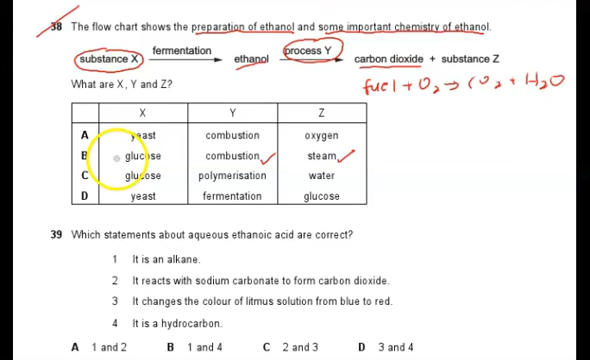 38 The flow chart shows the preparation of ethanol and some important chemistry of ethanol.
substance X fermentation ethanol process Y carbon dioxide + substance Z
fuel + O2 → CO2 + H2O
What are X, Y and Z?
X Y Z
A yeast combustion oxygen
B glucose combustion steam
C glucose polymerisation water
D yeast fermentation glucose
39 Which statements about aqueous ethanoic acid are correct?
1 It is an alkane.
2 It reacts with sodium carbonate to form carbon dioxide.
3 It changes the colour of litmus solution from blue to red.
4 It is a hydrocarbon.
A 1 and 2 B 1 and 4 C 2 and 3 D 3 and 4